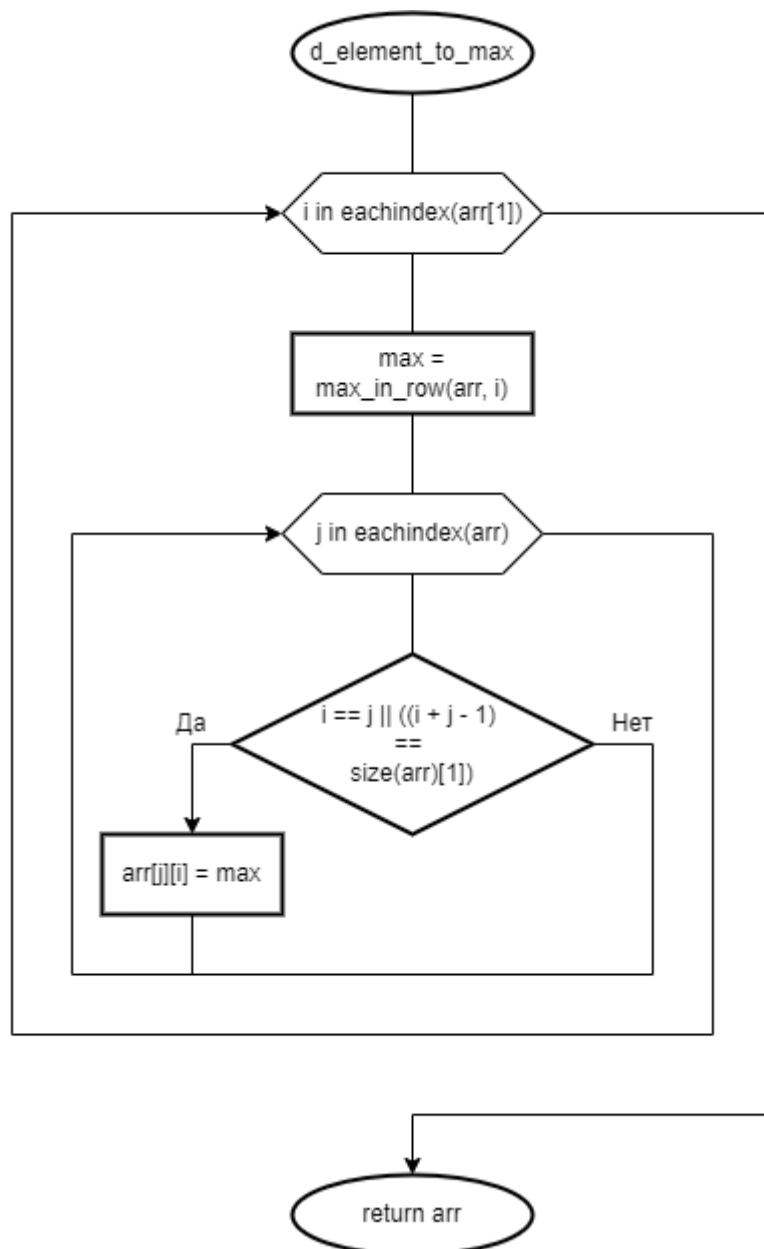 d_element_to_max
i in eachindex(arr[1])
max =
max_in_row(arr, i)
j in eachindex(arr)
i == j || ((i + j - 1)
==
size(arr)[1])
Да
Нет
arr[j][i] = max
return arr